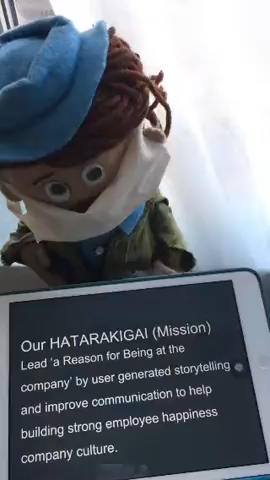 Our HATARAKIGAI (Mission)
Lead 'a Reason for Being at the
company' by user generated storytelling
and improve communication to help
building strong employee happiness
company culture.